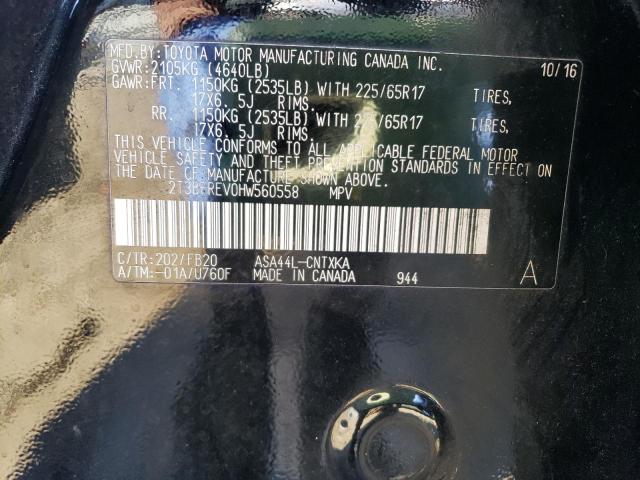 MFD.BY:TOYOTA MOTOR MANUFACTURING CANADA INC.
GVWR:2105KG (4640LB) 10/16
GAWR:FRT. 1150KG (2535LB) WITH 225/65R17 TIRES,
17X6. 5J RIMS,
RR. 1150KG (2535LB) WITH 225/65R17 TIRES,
17X6. 5J RIMS.
THIS VEHICLE CONFORMS TO ALL APPLICABLE FEDERAL MOTOR
VEHICLE SAFETY AND THEFT PREVENTION STANDARDS IN EFFECT ON
THE DATE OF MANUFACTURE SHOWN ABOVE.
2T3BFREV0HW560558 MPV
C/TR:202/FB20 ASA44L-CNTXKA
A/TM:-01A/U760F MADE IN CANADA 944 A